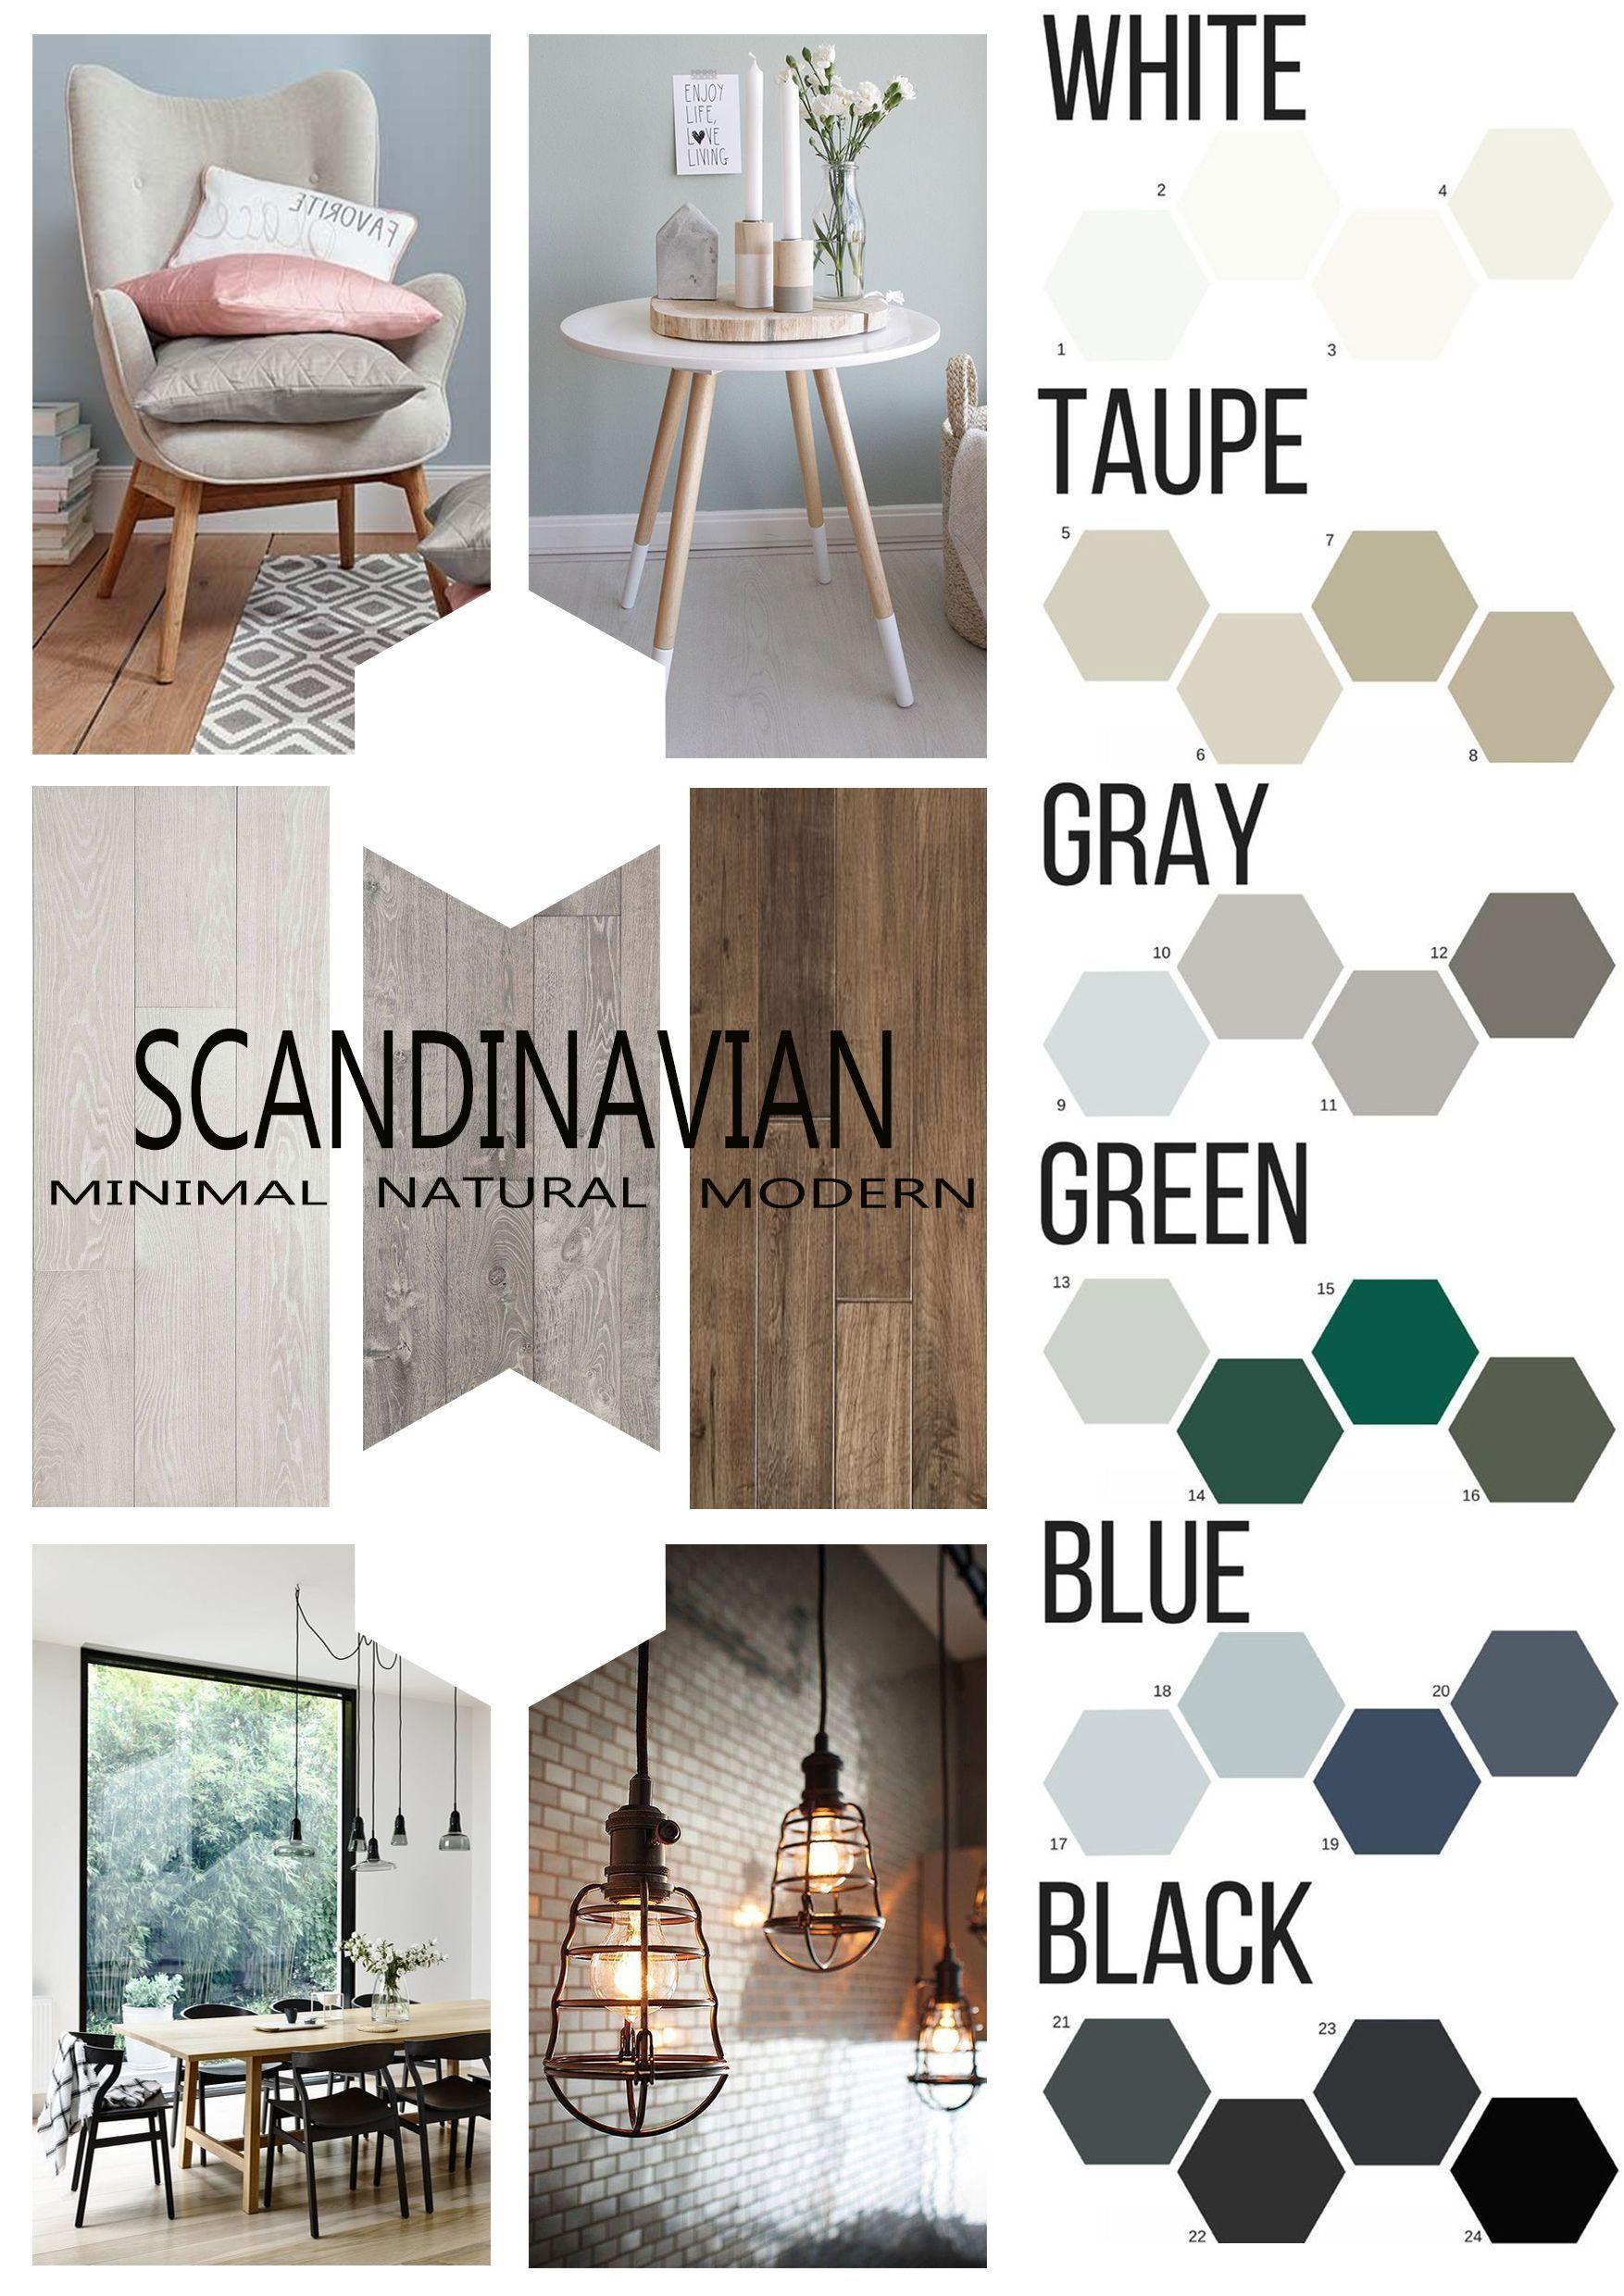 FAVORITE
place
ENJOY
LIFE,
LOVE
LIVING
SCANDINAVIAN
MINIMAL NATURAL MODERN
WHITE
1
2
3
4
TAUPE
5
6
7
8
GRAY
9
10
11
12
GREEN
13
14
15
16
BLUE
17
18
19
20
BLACK
21
22
23
24